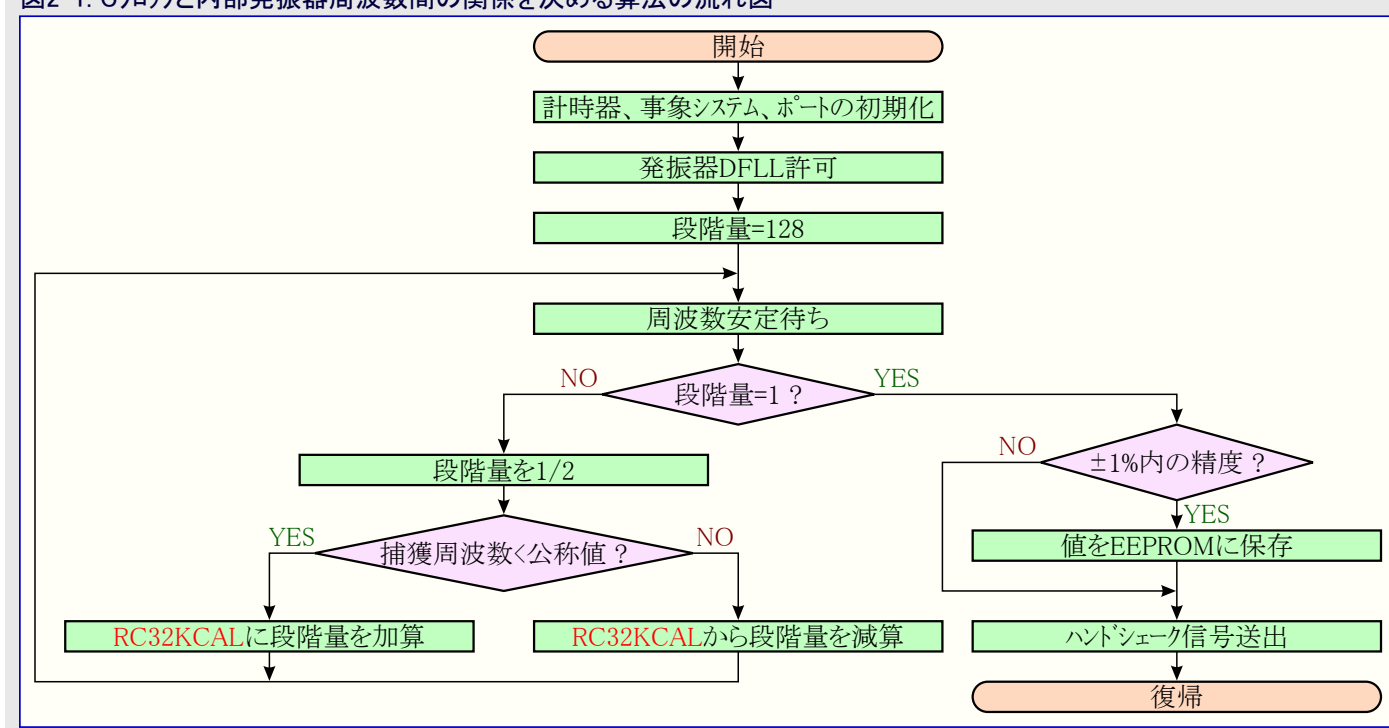 開始
計時器、事象システム、ポートの初期化
発振器DFLL許可
段階量=128
周波数安定待ち
NO
段階量=1 ?
YES
段階量を1/2
NO
±1%内の精度 ?
YES
YES
捕獲周波数<公称値 ?
NO
値をEEPROMに保存
RC32KCALに段階量を加算
RC32KCALから段階量を減算
ハンドシェーク信号送出
復帰